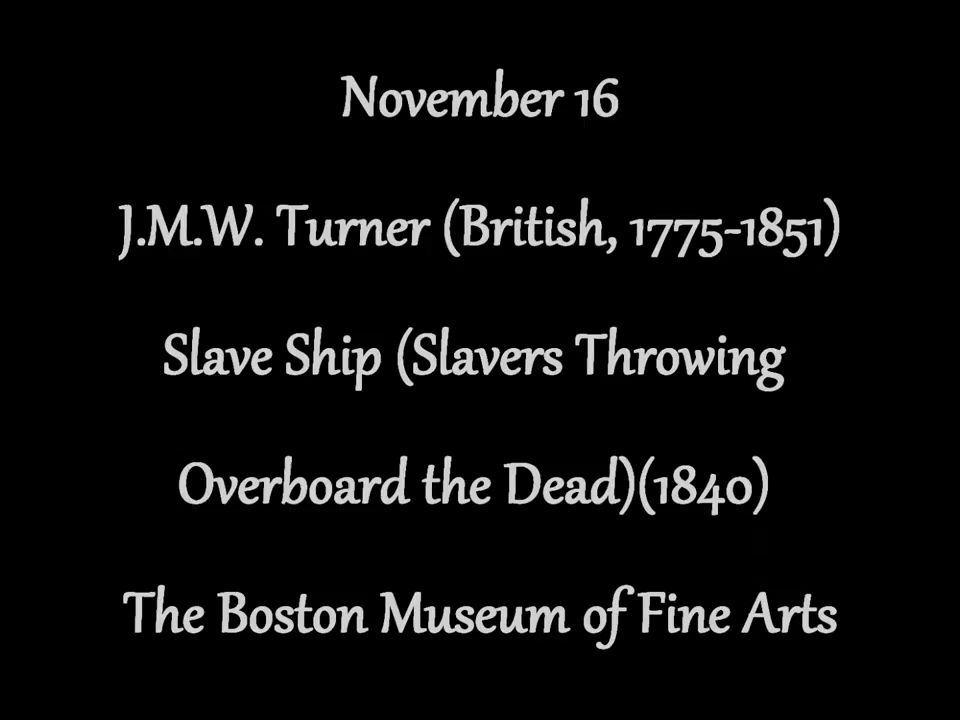 November 16
J.M.W. Turner (British, 1775-1851)
Slave Ship (Slavers Throwing
Overboard the Dead)(1840)
The Boston Museum of Fine Arts